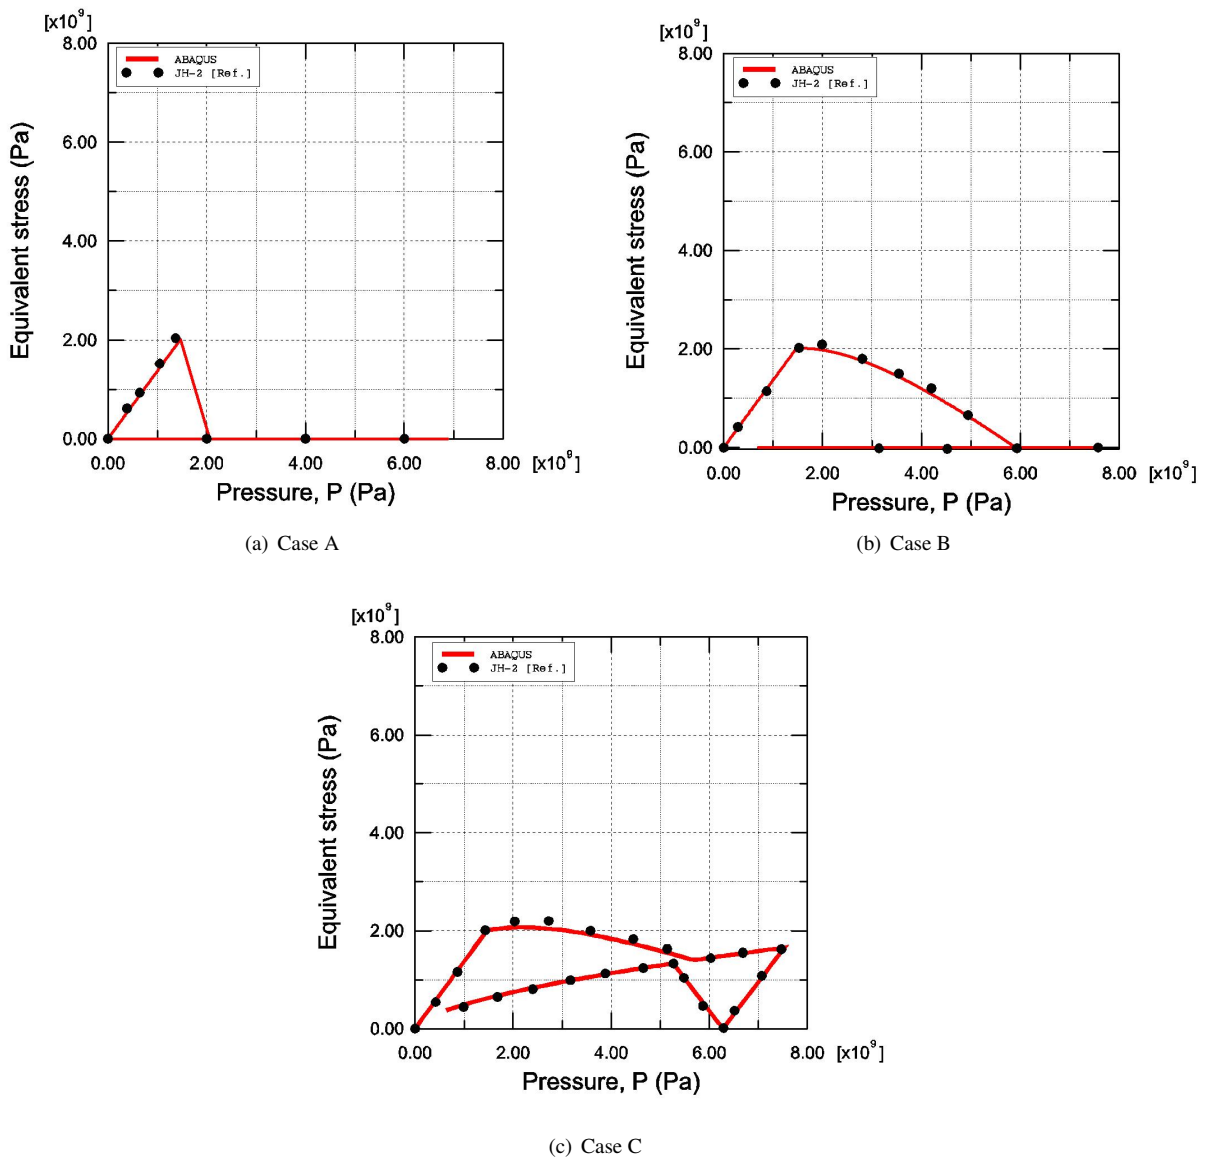 [x10⁹]
8.00
ABAQUS
JH-2 [Ref.]
6.00
4.00
2.00
0.00
Equivalent stress (Pa)
0.00 2.00 4.00 6.00 8.00 [x10⁹]
Pressure, P (Pa)
(a) Case A
[x10⁹]
8.00
ABAQUS
JH-2 [Ref.]
6.00
4.00
2.00
0.00
Equivalent stress (Pa)
0.00 2.00 4.00 6.00 8.00 [x10⁹]
Pressure, P (Pa)
(b) Case B
[x10⁹]
8.00
ABAQUS
JH-2 [Ref.]
6.00
4.00
2.00
0.00
Equivalent stress (Pa)
0.00 2.00 4.00 6.00 8.00 [x10⁹]
Pressure, P (Pa)
(c) Case C